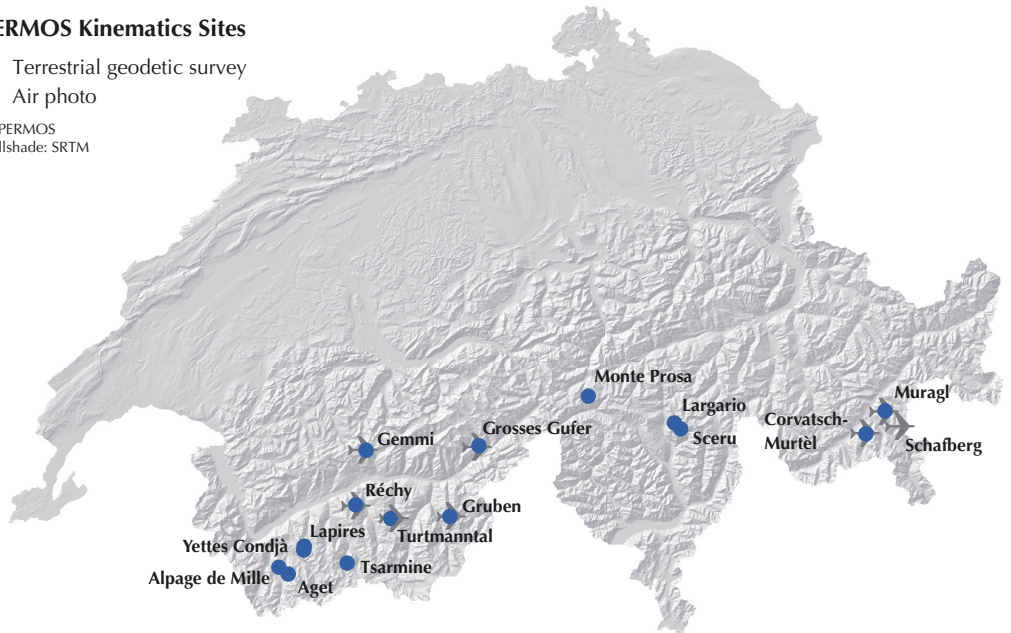 ERMOS Kinematics Sites
Terrestrial geodetic survey
Air photo
PERMOS
llshade: SRTM
Monte Prosa
Muragl
Largario
Corvatsch-
Murtèl
Sceru
Schafberg
Grosses Gufer
Gemmi
Réchy
Gruben
Turtmanntal
Lapires
Yettes Condjà
Tsarmine
Alpage de Mille
Aget